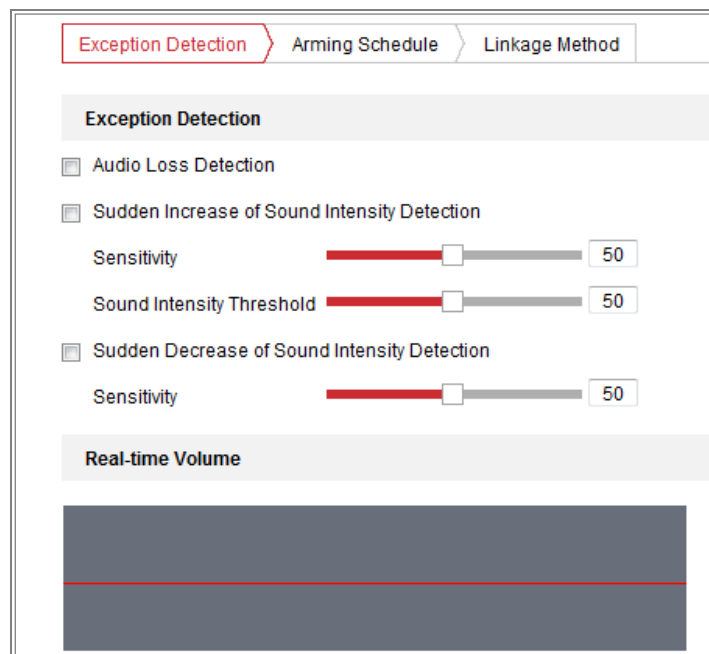 Exception Detection Arming Schedule Linkage Method
Exception Detection
Audio Loss Detection
Sudden Increase of Sound Intensity Detection
Sensitivity 50
Sound Intensity Threshold 50
Sudden Decrease of Sound Intensity Detection
Sensitivity 50
Real-time Volume